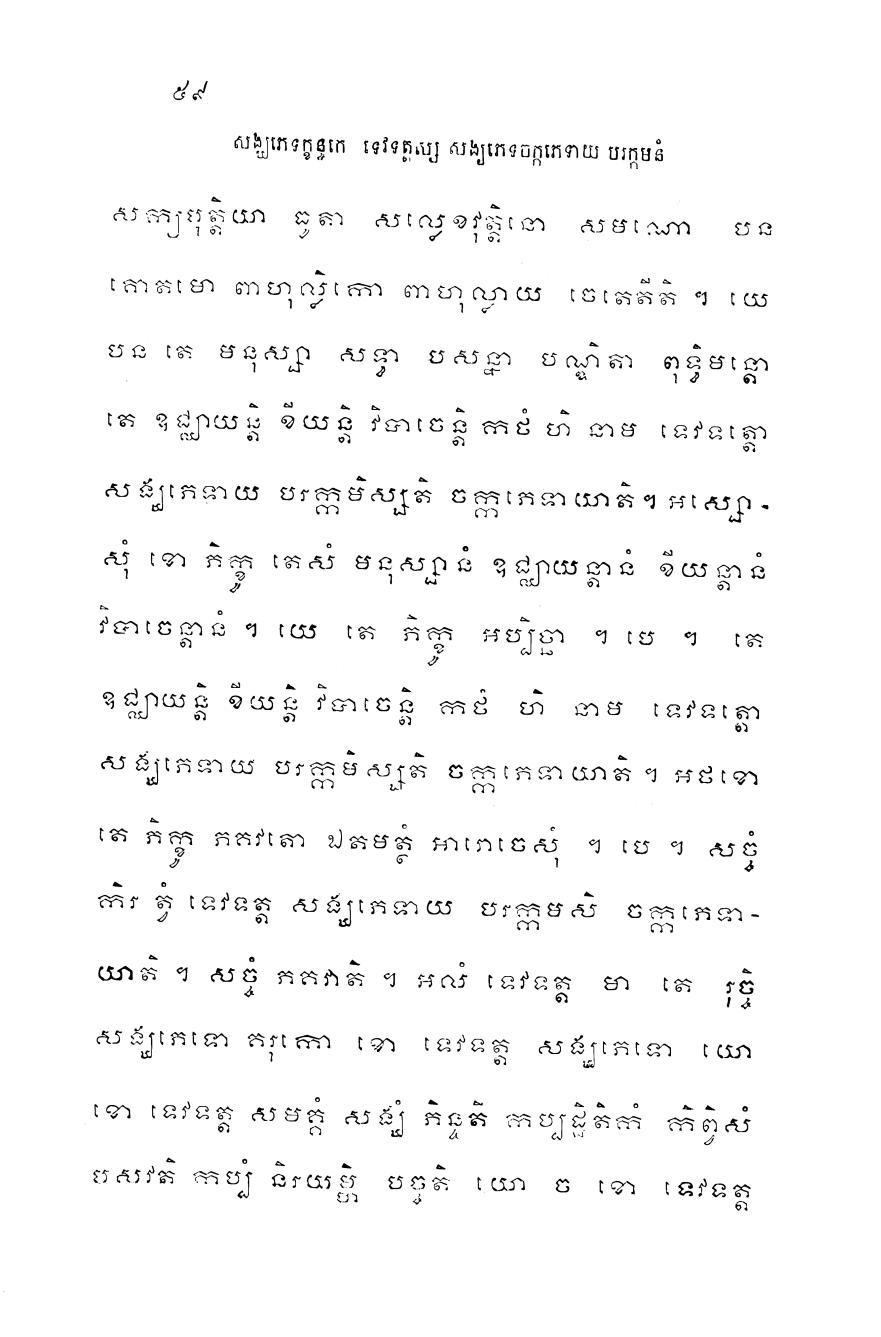 ៥៩
សង្ឃភេទក្ខន្ធកេ ទេវទត្តស្ស សង្ឃភេទចក្កភេទាយ បរក្កមនំ
សក្យបុត្តិយា ធូតា សល្លេខវុត្តិនោ សមណោ បន
គោតមោ ពាហុល្លិកោ ពាហុល្លាយ ចេតេតីតិ ។ យេ
បន តេ មនុស្សា សទ្ធា បសន្នា បណ្ឌិតា ពុទ្ធិមន្តោ
តេ ឧជ្ឈាយន្តិ ខីយន្តិ វិបាចេន្តិ កថំ ហិ នាម ទេវទត្តោ
សង្ឃភេទាយ បរក្កមិស្សតិ ចក្កភេទាយាតិ ។ អស្សោ-
សុំ ខោ ភិក្ខូ តេសំ មនុស្សានំ ឧជ្ឈាយន្តានំ ខីយន្តានំ
វិបាចេន្តានំ ។ យេ តេ ភិក្ខូ អប្បិច្ឆា ។ បេ ។ តេ
ឧជ្ឈាយន្តិ ខីយន្តិ វិបាចេន្តិ កថំ ហិ នាម ទេវទត្តោ
សង្ឃភេទាយ បរក្កមិស្សតិ ចក្កភេទាយាតិ ។ អថខោ
តេ ភិក្ខូ ភគវតោ ឯតមត្ថំ អារោចេសុំ ។ បេ ។ សច្ចំ
កិរ ត្វំ ទេវទត្ត សង្ឃភេទាយ បរក្កមសិ ចក្កភេទា-
យាតិ ។ សច្ចំ ភគវាតិ ។ អលំ ទេវទត្ត មា តេ រុច្ចិ
សង្ឃភេទោ គរុកោ ខោ ទេវទត្ត សង្ឃភេទោ យោ
ខោ ទេវទត្ត សមគ្គំ សង្ឃំ ភិន្ទតិ កប្បដ្ឋិតិកំ កិព្វិសំ
បសវតិ កប្បំ និរយម្ហិ បច្ចតិ យោ ច ខោ ទេវទត្ត